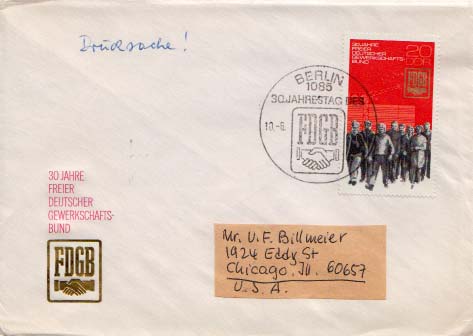 Drucksache!
30 JAHRE
FREIER
DEUTSCHER
GEWERKSCHAFTS-
BUND
20
DDR
FDGB
BERLIN
1085
30. JAHRESTAG DES
10.-6.
FDGB
30 JAHRE
FREIER
DEUTSCHER
GEWERKSCHAFTS-
BUND
FDGB
Mr. U.F. Billmeier
1924 Eddy St
Chicago. Ill. 60657
U.S.A.